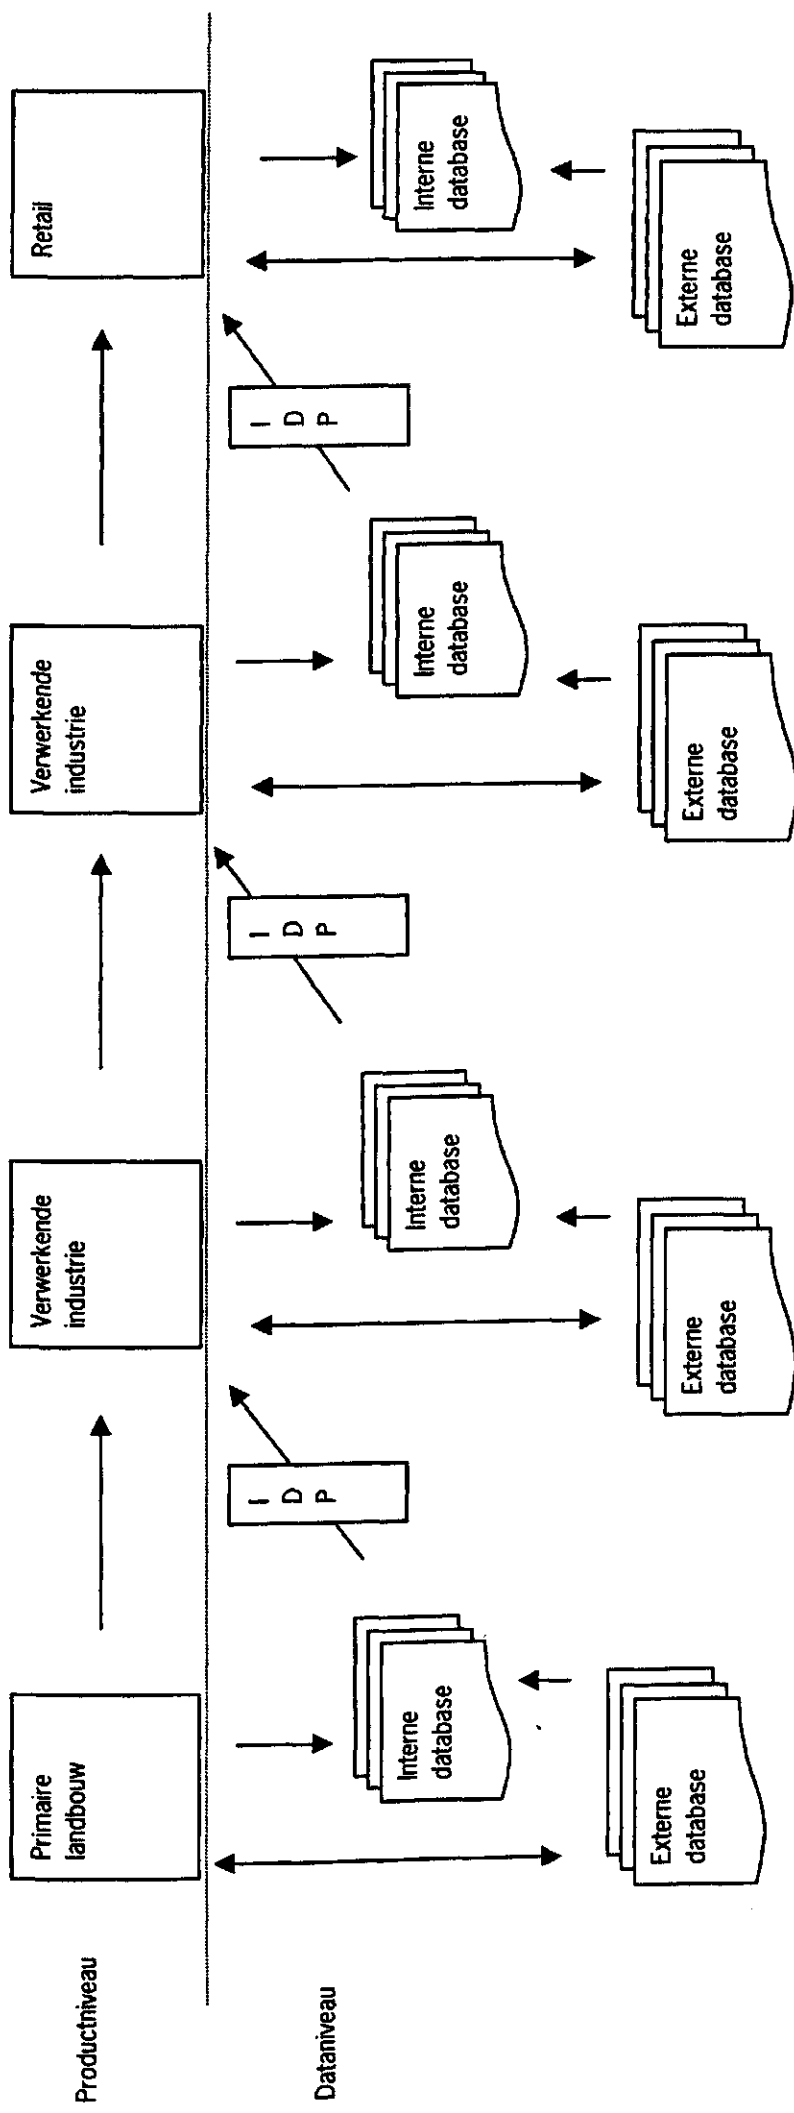 Productniveau
Primaire
landbouw
Verwerkende
industrie
Verwerkende
industrie
Retail
Dataniveau
I
D
P
I
D
P
I
D
P
Interne
database
Interne
database
Interne
database
Interne
database
Externe
database
Externe
database
Externe
database
Externe
database